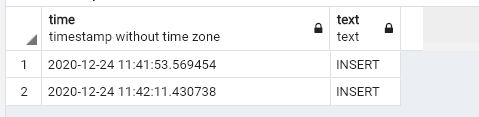 time text
timestamp without time zone text
1 2020-12-24 11:41:53.569454 INSERT
2 2020-12-24 11:42:11.430738 INSERT